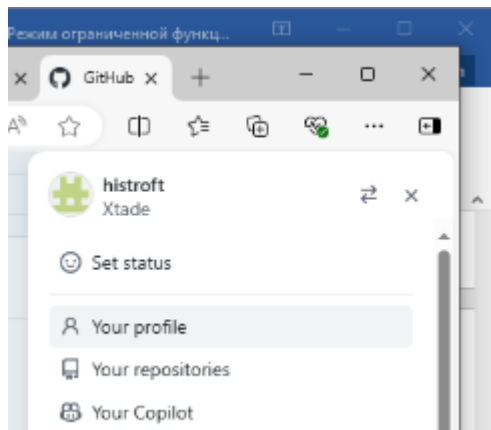 Режим ограниченной функц...
GitHub
histroft
Xtade
Set status
Your profile
Your repositories
Your Copilot